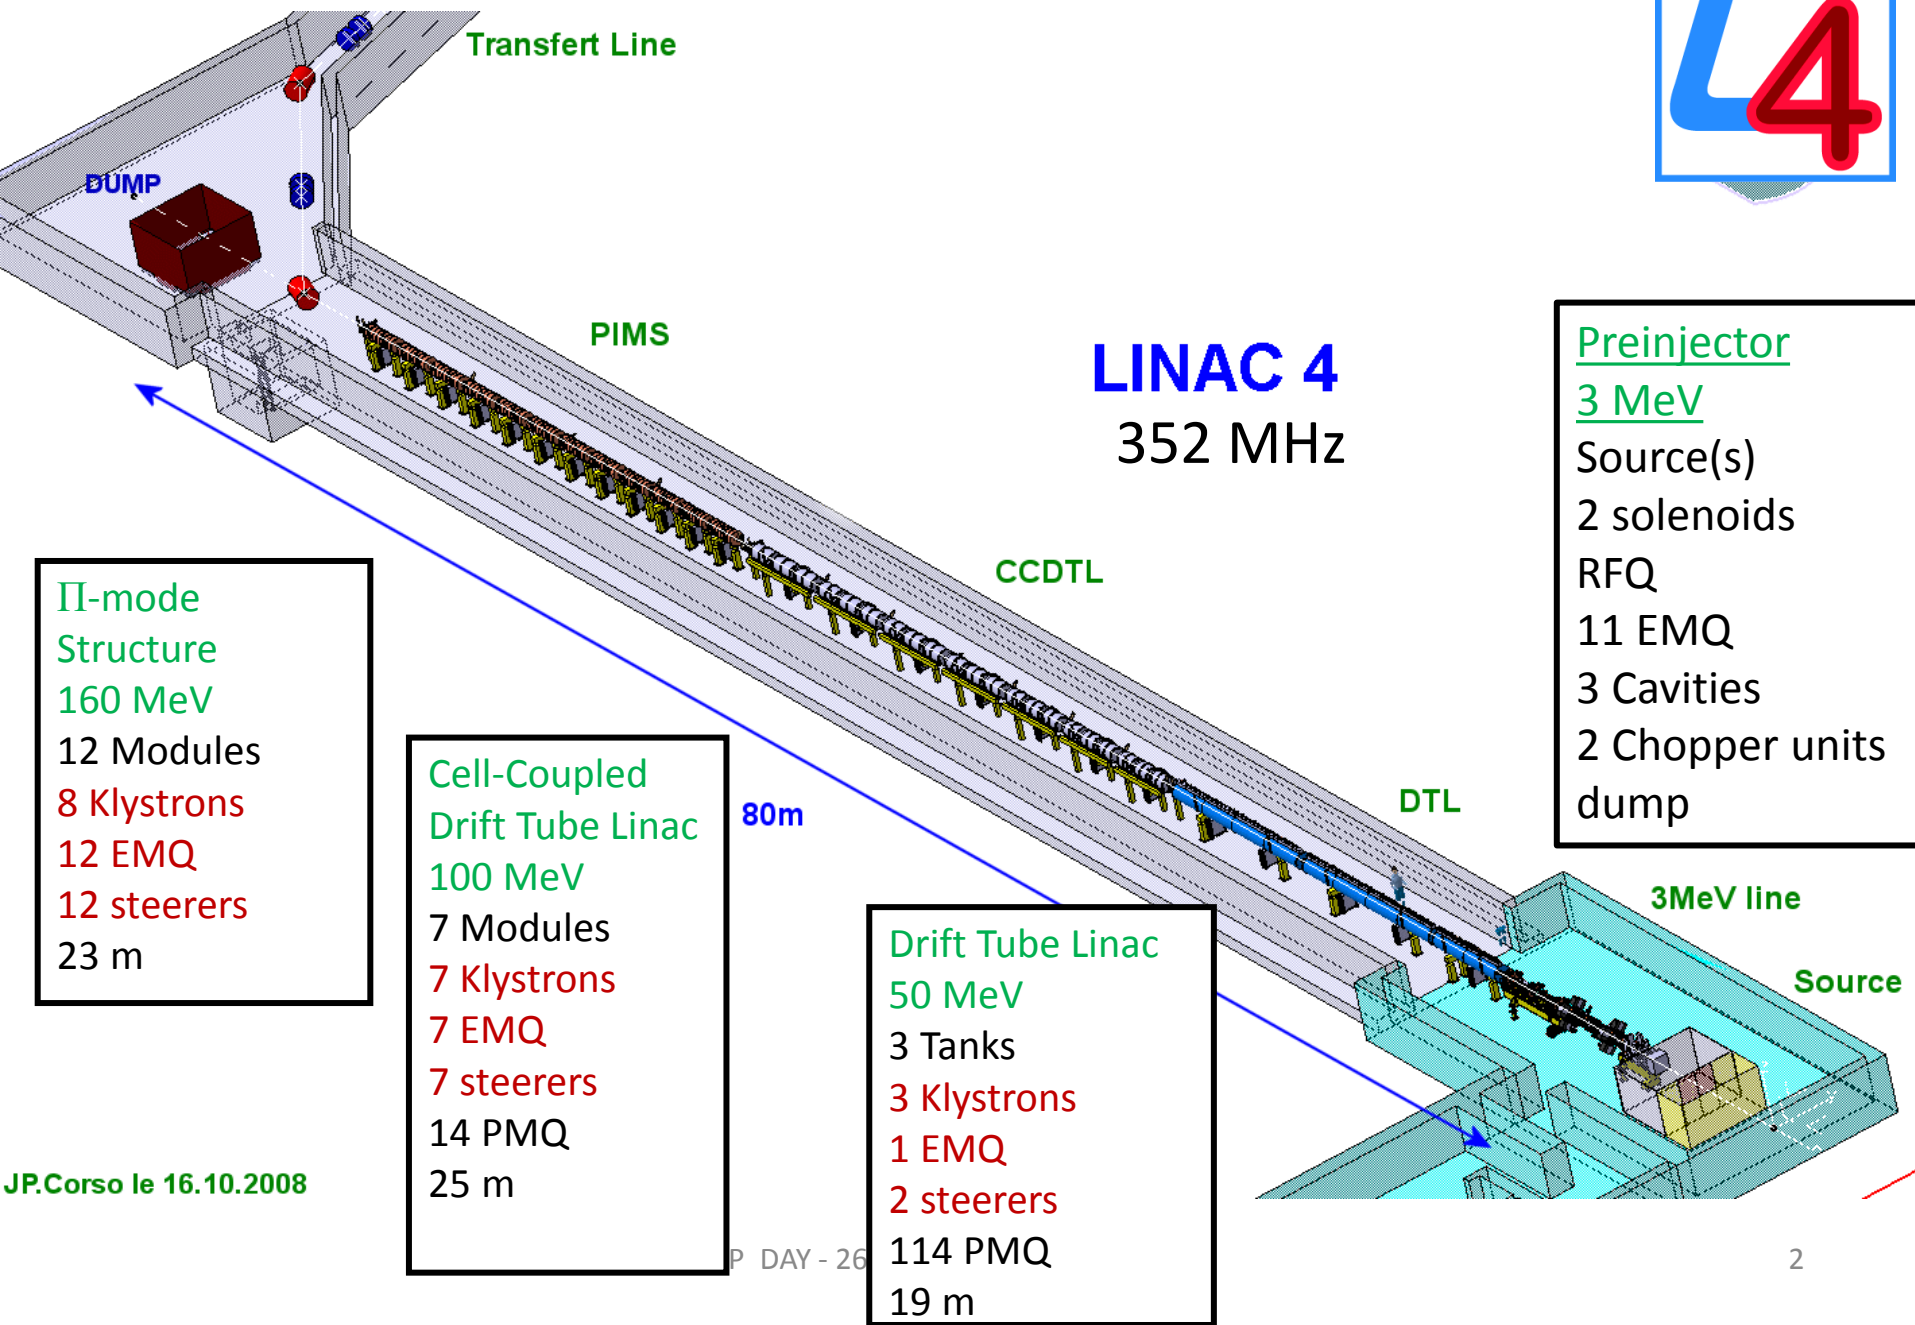 Transfert Line
L4
DUMP
PIMS
LINAC 4
352 MHz
Preinjector
3 MeV
Source(s)
2 solenoids
RFQ
11 EMQ
3 Cavities
2 Chopper units
dump
CCDTL
Π-mode
Structure
160 MeV
12 Modules
8 Klystrons
12 EMQ
12 steerers
23 m
Cell-Coupled
Drift Tube Linac
100 MeV
7 Modules
7 Klystrons
7 EMQ
7 steerers
14 PMQ
25 m
80m
DTL
Drift Tube Linac
50 MeV
3 Tanks
3 Klystrons
1 EMQ
2 steerers
114 PMQ
19 m
3MeV line
Source
JP.Corso le 16.10.2008
P DAY - 26
2